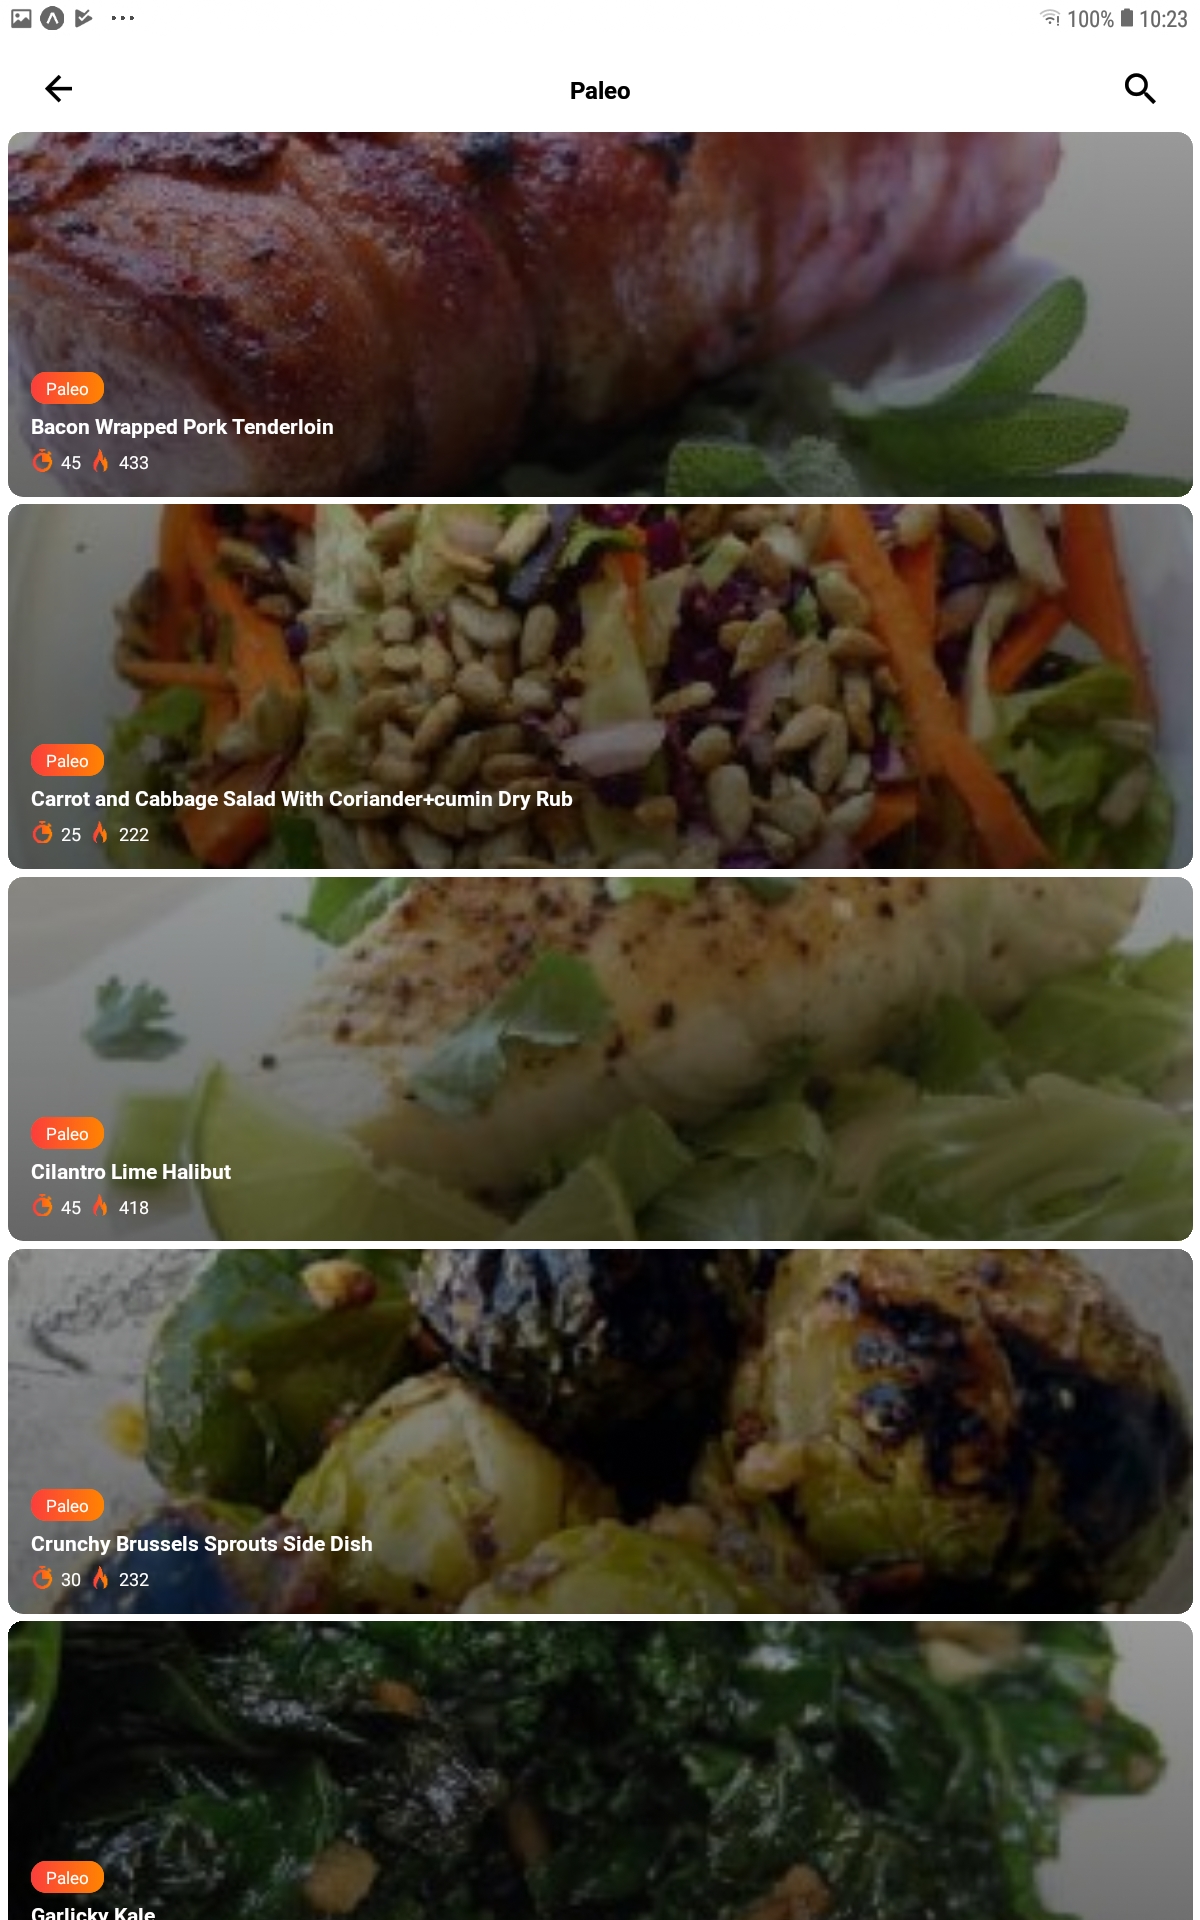 100% 10:23
Paleo
Paleo
Bacon Wrapped Pork Tenderloin
45 433
Paleo
Carrot and Cabbage Salad With Coriander+cumin Dry Rub
25 222
Paleo
Cilantro Lime Halibut
45 418
Paleo
Crunchy Brussels Sprouts Side Dish
30 232
Paleo
Garlicky Kale